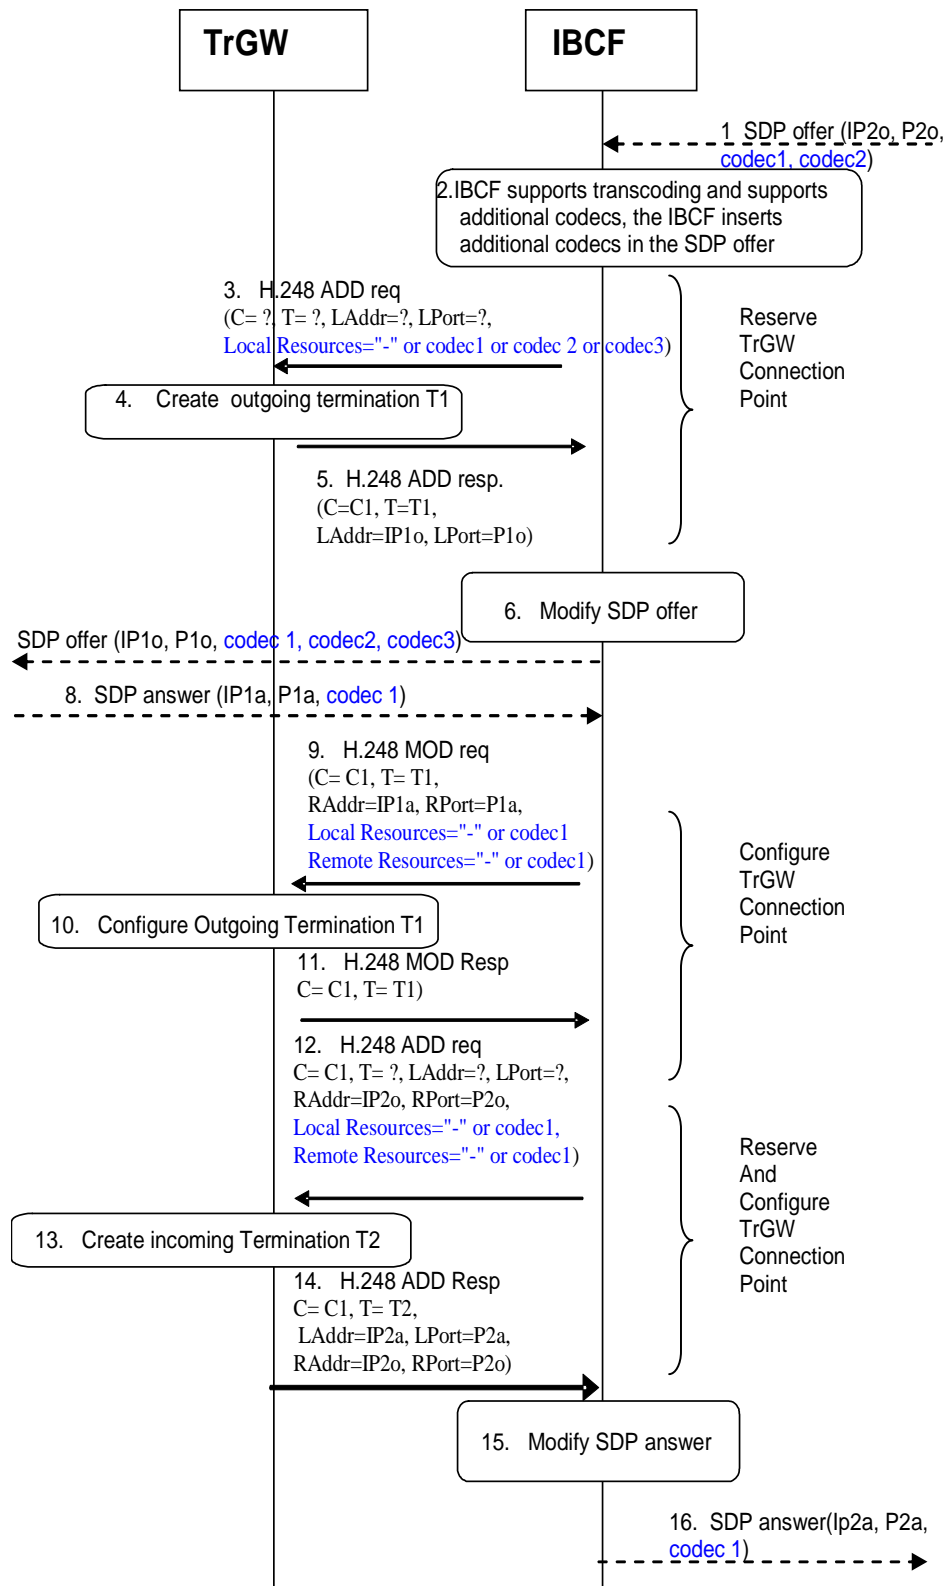 TrGW
IBCF
1 SDP offer (IP2o, P2o,
codec1, codec2)
2.IBCF supports transcoding and supports
additional codecs, the IBCF inserts
additional codecs in the SDP offer
3. H.248 ADD req
(C= ?, T= ?, LAddr=?, LPort=?,
Local Resources="-" or codec1 or codec 2 or codec3)
Reserve
TrGW
Connection
Point
4. Create outgoing termination T1
5. H.248 ADD resp.
(C=C1, T=T1,
LAddr=IP1o, LPort=P1o)
6. Modify SDP offer
SDP offer (IP1o, P1o, codec 1, codec2, codec3)
8. SDP answer (IP1a, P1a, codec 1)
9. H.248 MOD req
(C= C1, T= T1,
RAddr=IP1a, RPort=P1a,
Local Resources="-" or codec1
Remote Resources="-" or codec1)
Configure
TrGW
Connection
Point
10. Configure Outgoing Termination T1
11. H.248 MOD Resp
C= C1, T= T1)
12. H.248 ADD req
C= C1, T= ?, LAddr=?, LPort=?,
RAddr=IP2o, RPort=P2o,
Local Resources="-" or codec1,
Remote Resources="-" or codec1)
Reserve
And
Configure
TrGW
Connection
Point
13. Create incoming Termination T2
14. H.248 ADD Resp
C= C1, T= T2,
LAddr=IP2a, LPort=P2a,
RAddr=IP2o, RPort=P2o)
15. Modify SDP answer
16. SDP answer(Ip2a, P2a,
codec 1)